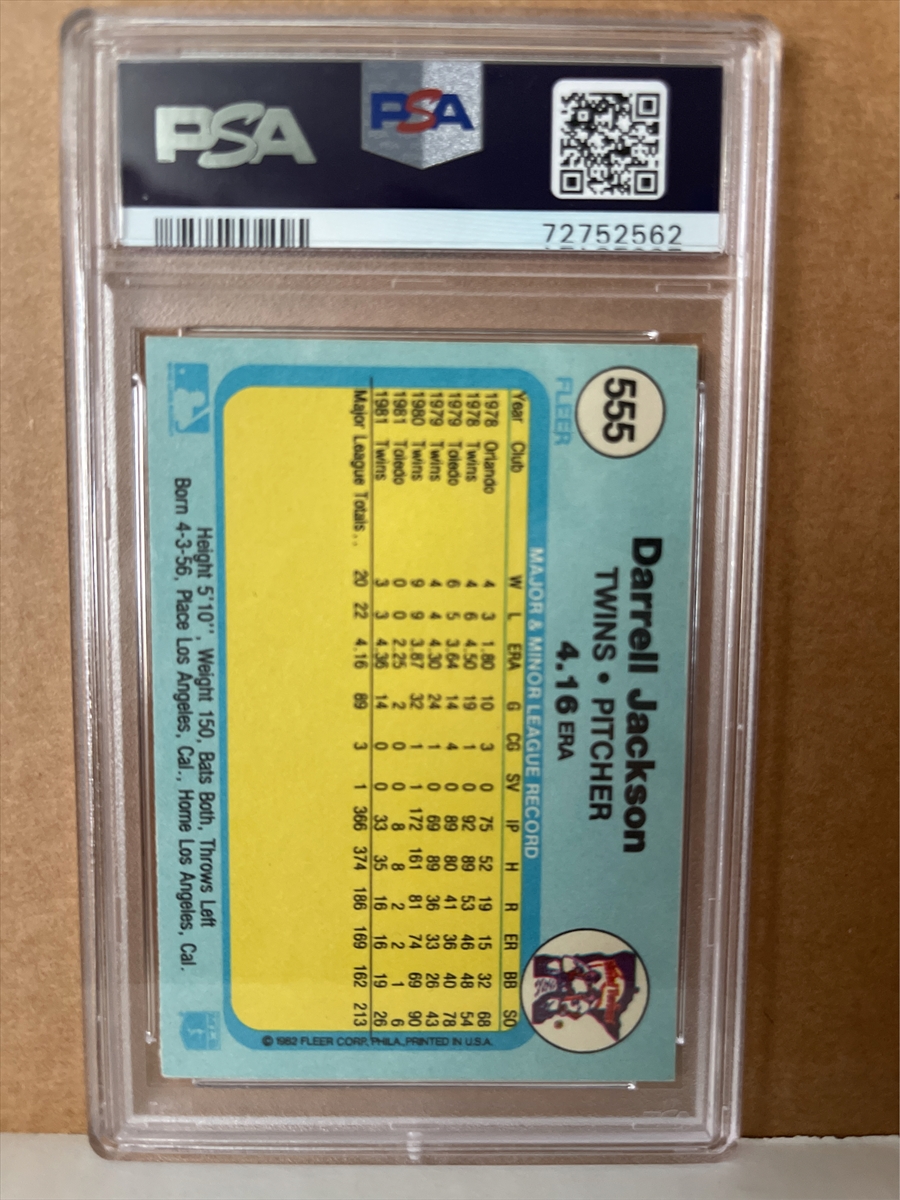 PSA
PSA
72752562
555
FLEER
Darrell Jackson
TWINS • PITCHER
4.16 ERA
MAJOR & MINOR LEAGUE RECORD
Year Club W L ERA G CG SV IP H R ER BB SO
1978 Orlando 4 3 1.80 10 3 0 75 52 19 15 32 68
1978 Twins 4 6 4.50 19 1 0 92 89 53 46 48 54
1979 Toledo 6 5 3.64 14 4 0 89 80 41 36 40 78
1979 Twins 4 4 4.30 24 1 0 69 89 36 33 26 43
1980 Twins 9 9 3.87 32 1 1 172 161 81 74 69 90
1981 Toledo 0 0 2.25 2 0 0 8 8 2 2 1 6
1981 Twins 3 3 4.36 14 0 0 33 35 16 16 19 26
Major League Totals.. 20 22 4.16 89 3 1 366 374 186 169 162 213
© 1982 FLEER CORP. PHILA. PRINTED IN U.S.A.
Height 5'10'', Weight 150, Bats Both, Throws Left
Born 4-3-56, Place Los Angeles, Cal., Home Los Angeles, Cal.